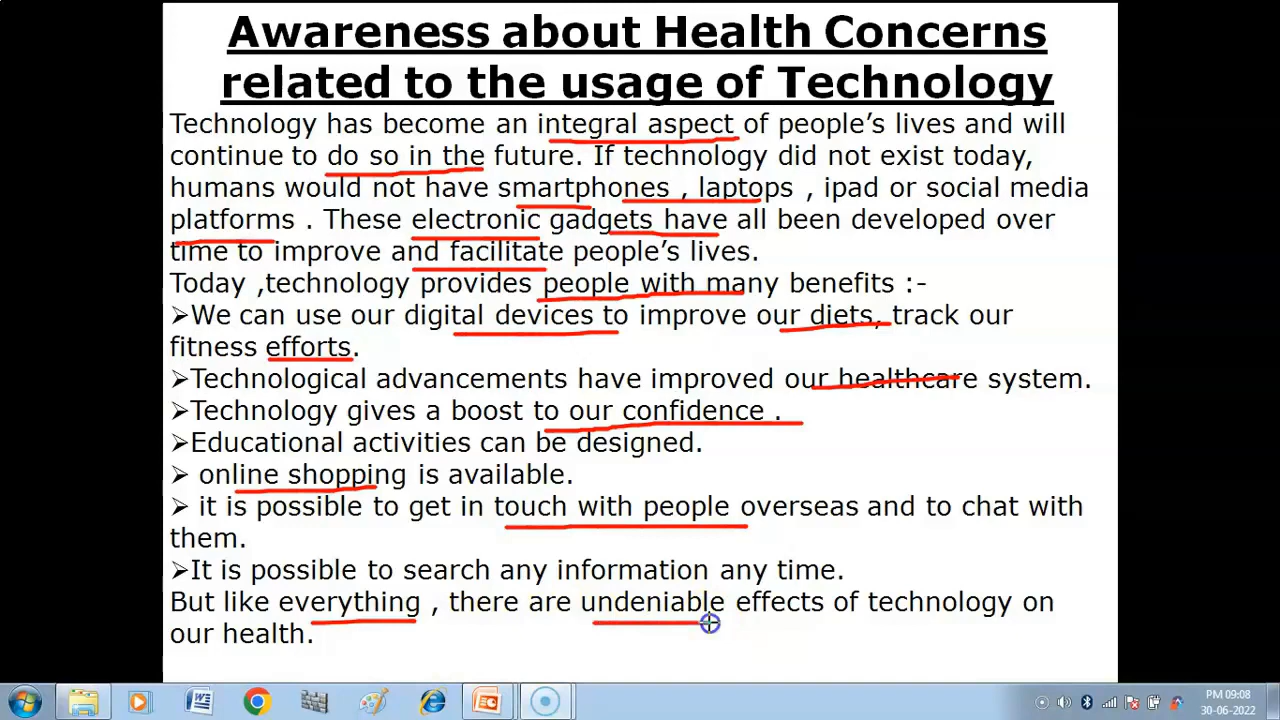 Awareness about Health Concerns
related to the usage of Technology
Technology has become an integral aspect of people’s lives and will
continue to do so in the future. If technology did not exist today,
humans would not have smartphones , laptops , ipad or social media
platforms . These electronic gadgets have all been developed over
time to improve and facilitate people’s lives.
Today ,technology provides people with many benefits :-
➢We can use our digital devices to improve our diets, track our
fitness efforts.
➢Technological advancements have improved our healthcare system.
➢Technology gives a boost to our confidence .
➢Educational activities can be designed.
➢ online shopping is available.
➢ it is possible to get in touch with people overseas and to chat with
them.
➢It is possible to search any information any time.
But like everything , there are undeniable effects of technology on
our health.
PM 09:08
30-06-2022